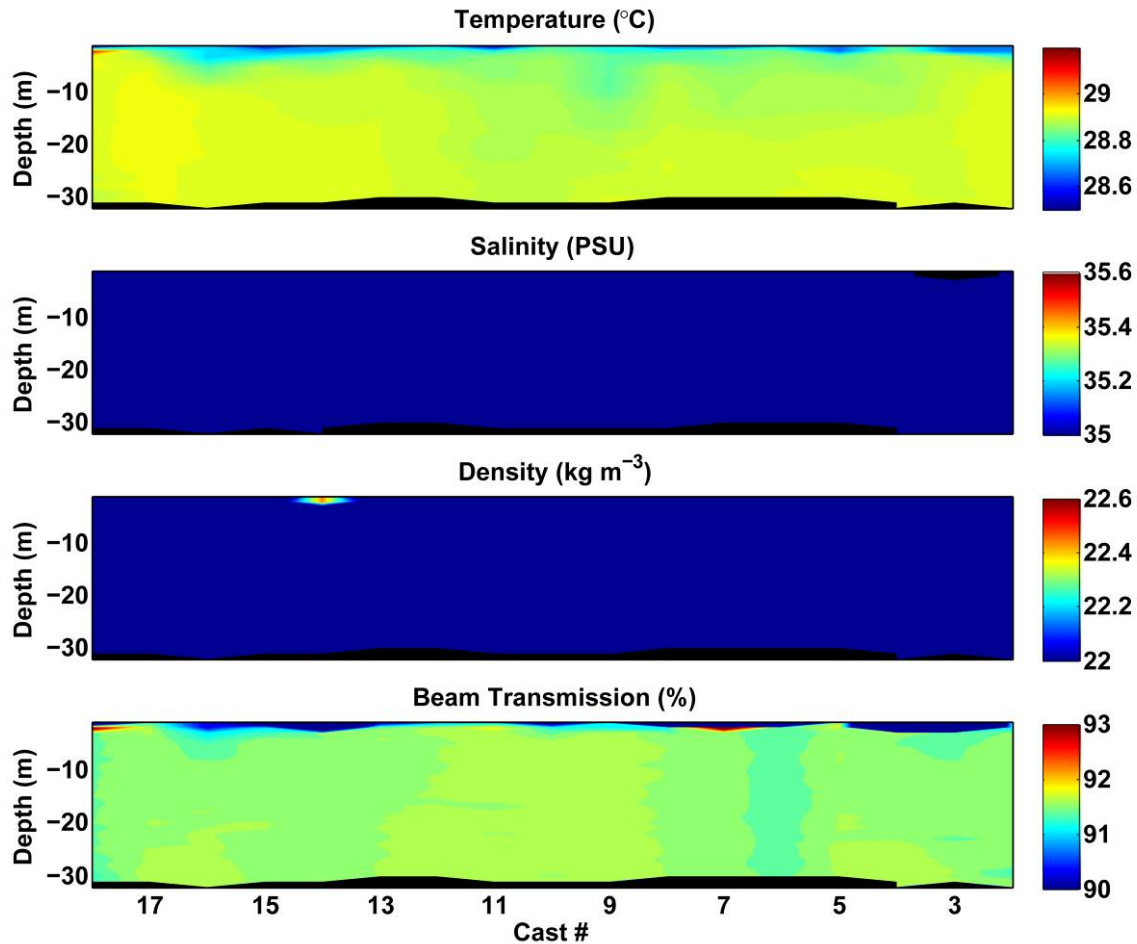 Temperature (°C)
Depth (m)
−10
−20
−30
29
28.8
28.6
Salinity (PSU)
Depth (m)
−10
−20
−30
35.6
35.4
35.2
35
Density (kg m⁻³)
Depth (m)
−10
−20
−30
22.6
22.4
22.2
22
Beam Transmission (%)
Depth (m)
−10
−20
−30
93
92
91
90
17 15 13 11 9 7 5 3
Cast #